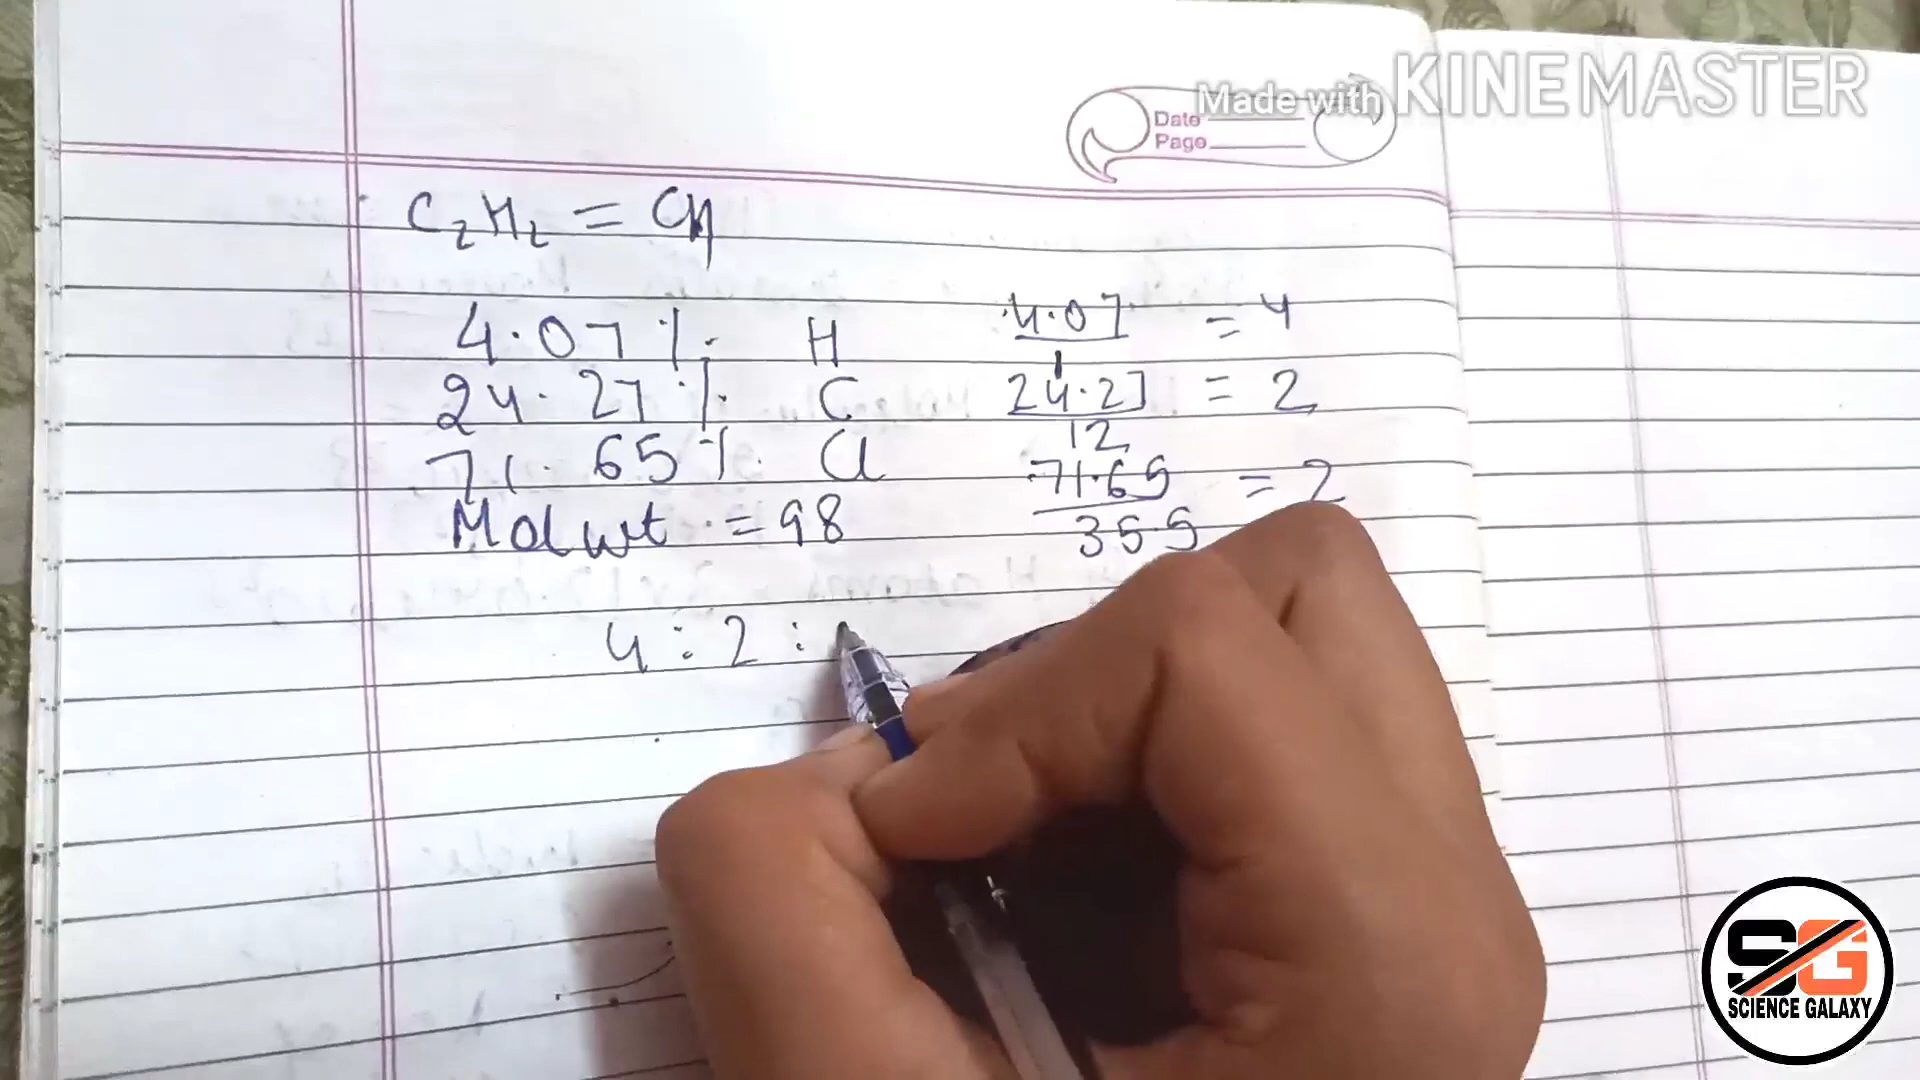 Made with KINEMASTER
Date
Page
C2H2 = CH
4.07 %. H
4.07 = 4
1
24.27 %. C
24.27 = 2
12
71.65 %. Cl
71.65 = 2
35.5
Mol wt. = 98
4 : 2 :
SG
SCIENCE GALAXY